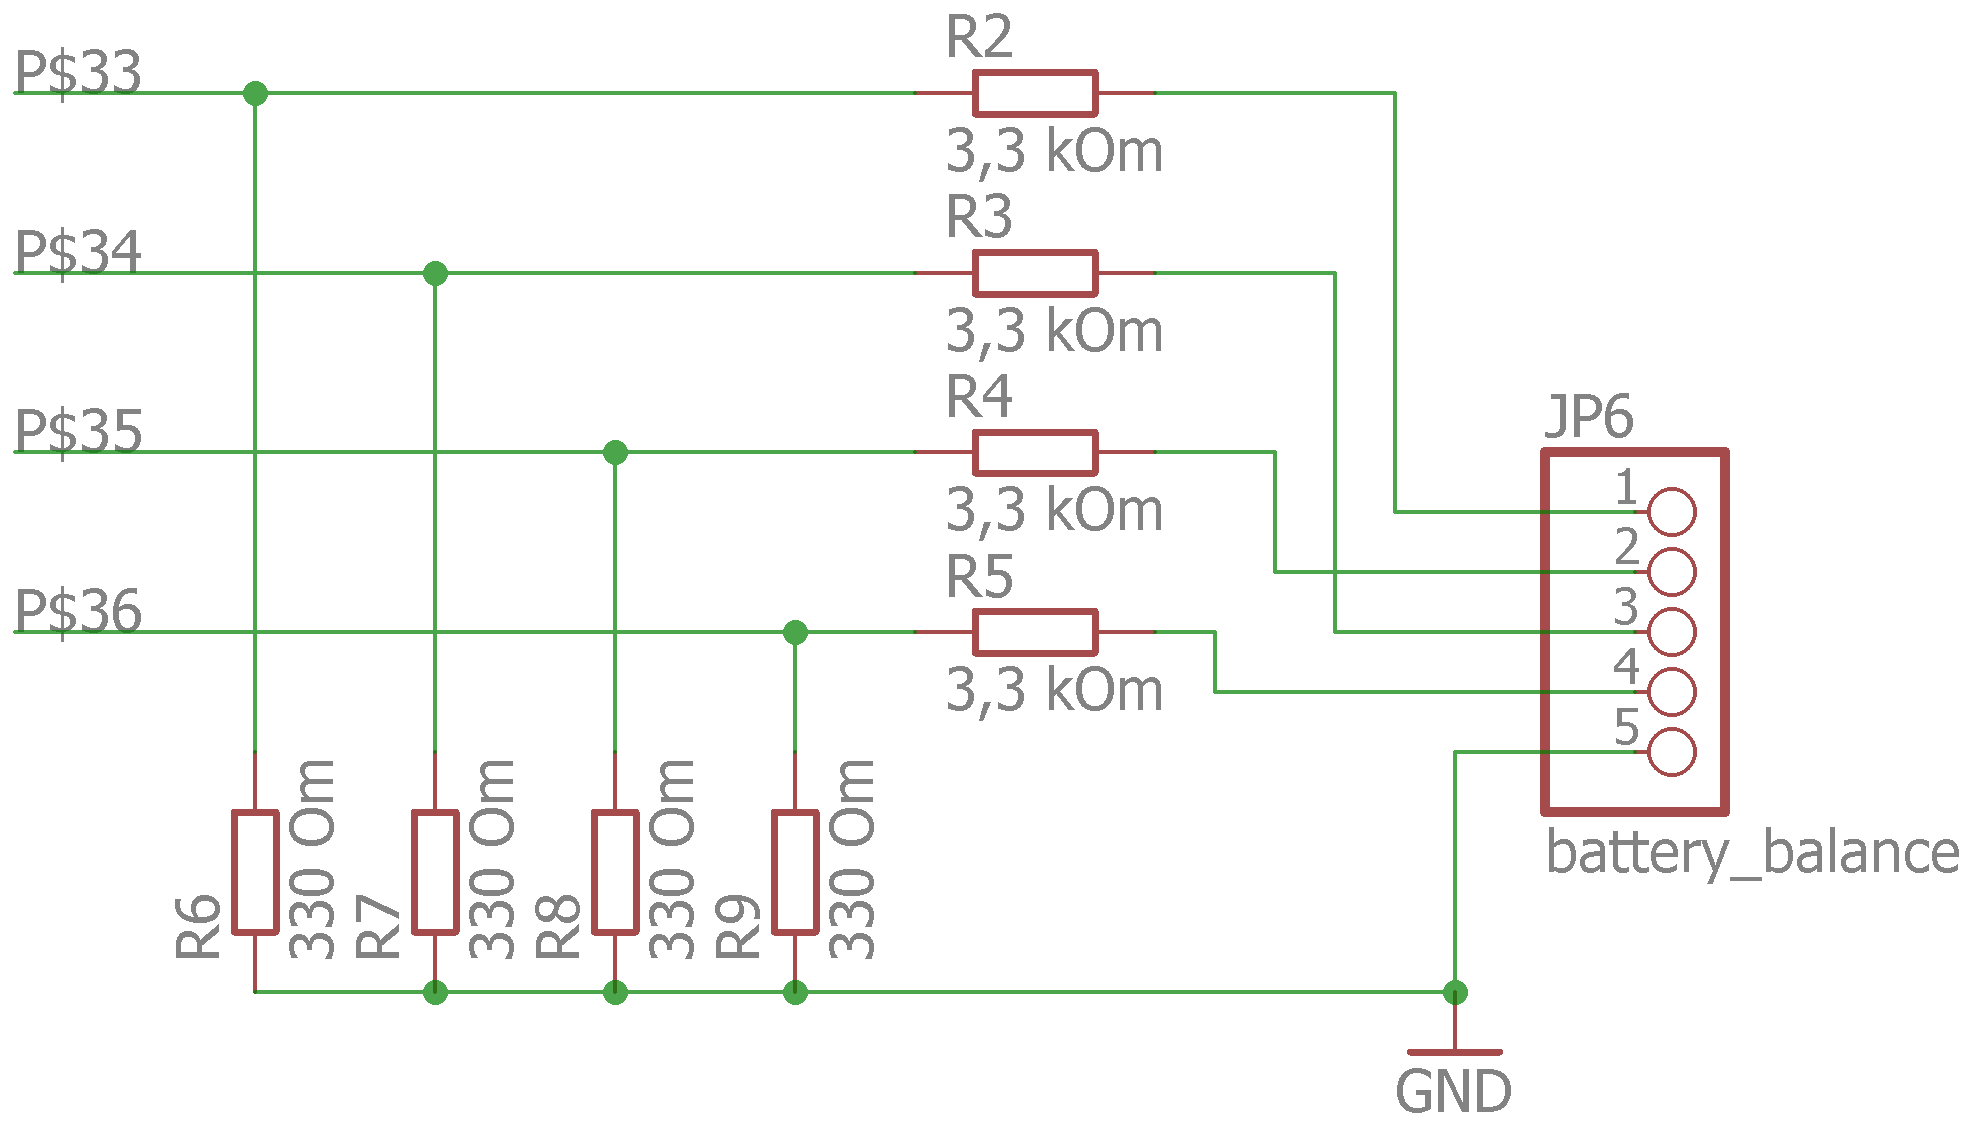 R2
P$33
3,3 kOm
R3
P$34
3,3 kOm
R4
P$35
3,3 kOm
R5
P$36
3,3 kOm
JP6
1
2
3
4
5
battery_balance
R6
330 Om
R7
330 Om
R8
330 Om
R9
330 Om
GND